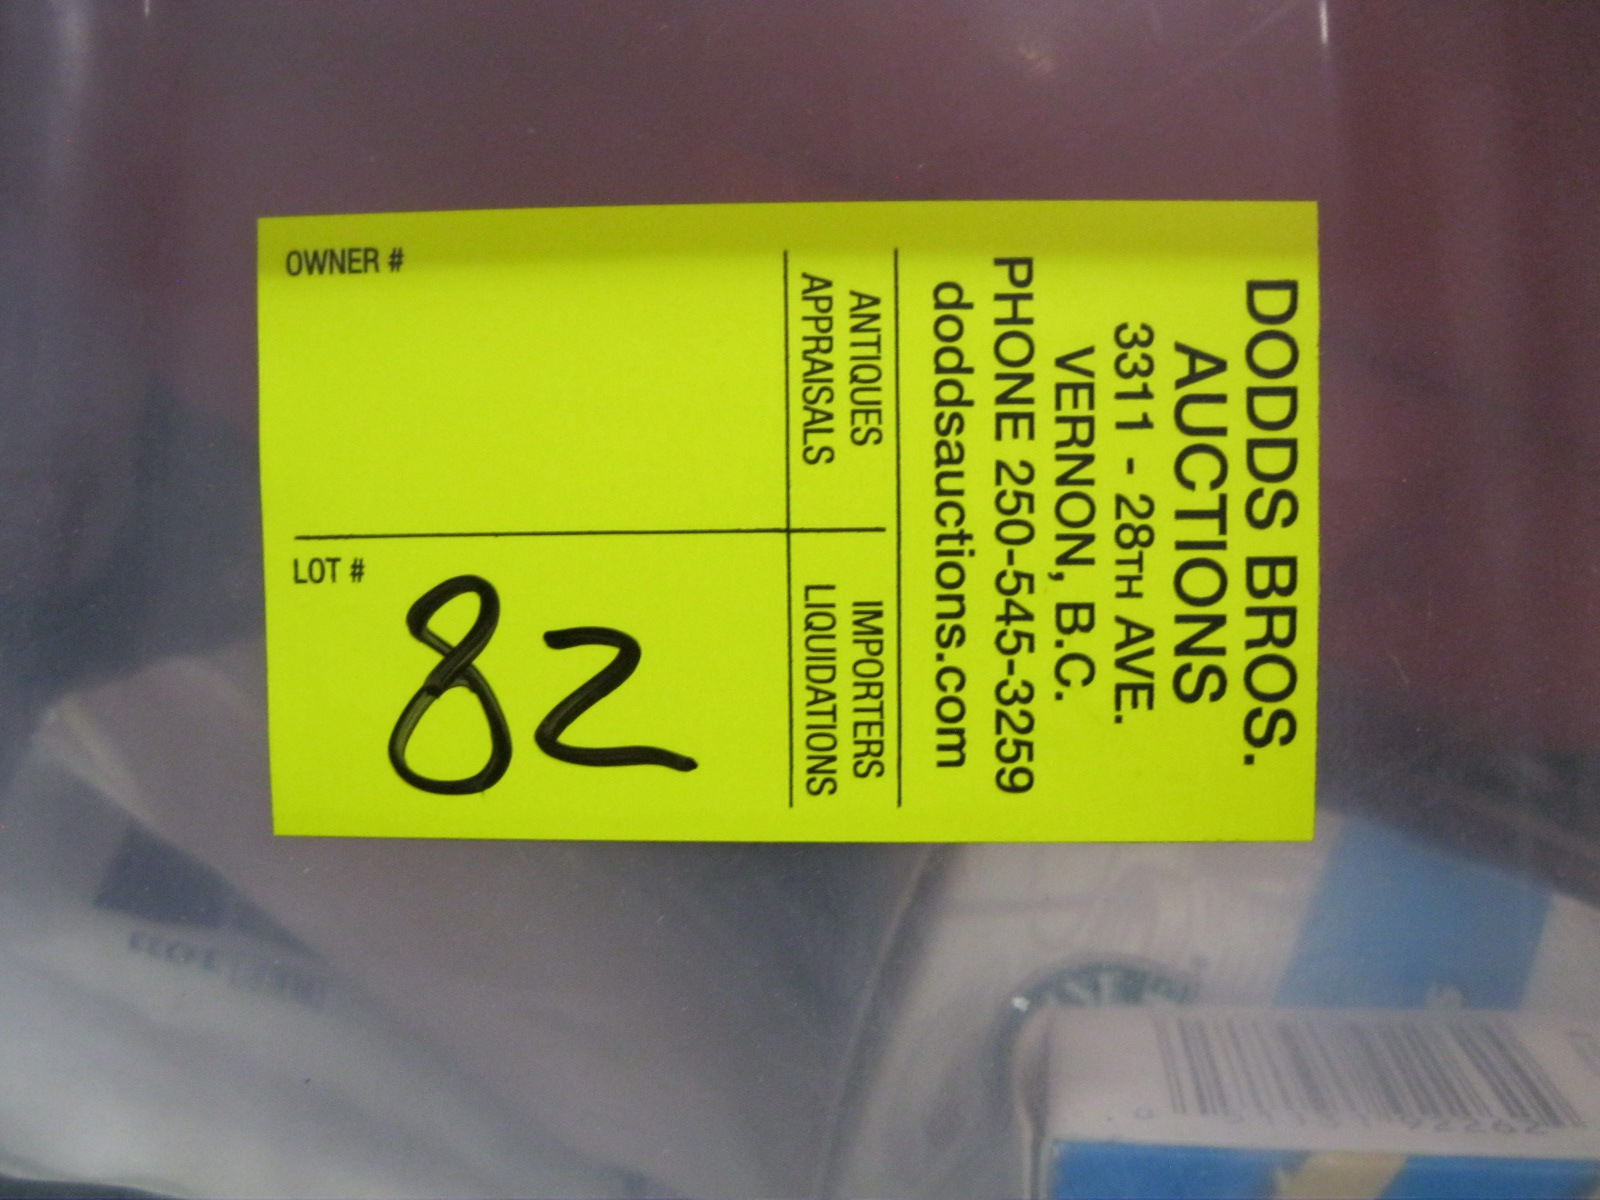 DODDS BROS.
AUCTIONS
3311 - 28TH AVE.
VERNON, B.C.
PHONE 250-545-3259
doddsauctions.com
ANTIQUES
APPRAISALS
IMPORTERS
LIQUIDATIONS
OWNER #
LOT #
82